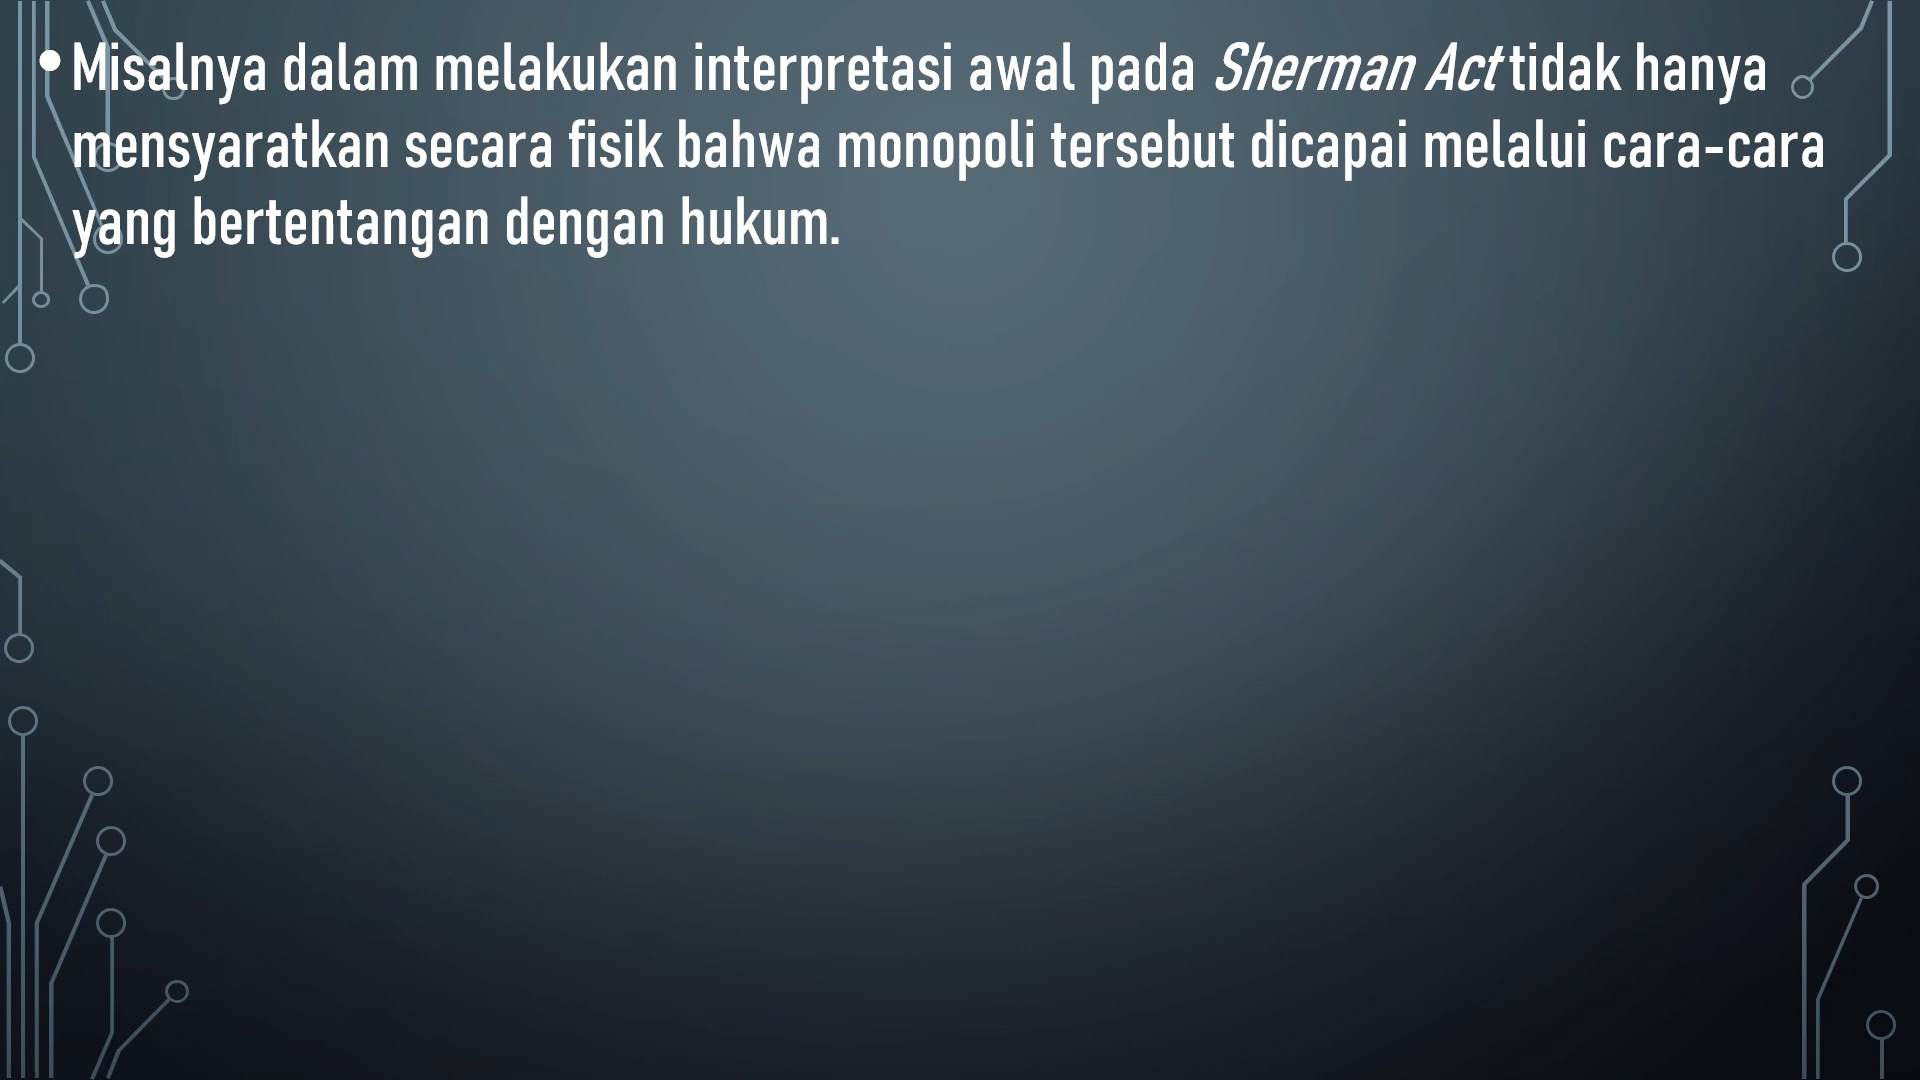 • Misalnya dalam melakukan interpretasi awal pada Sherman Act tidak hanya
mensyaratkan secara fisik bahwa monopoli tersebut dicapai melalui cara-cara
yang bertentangan dengan hukum.